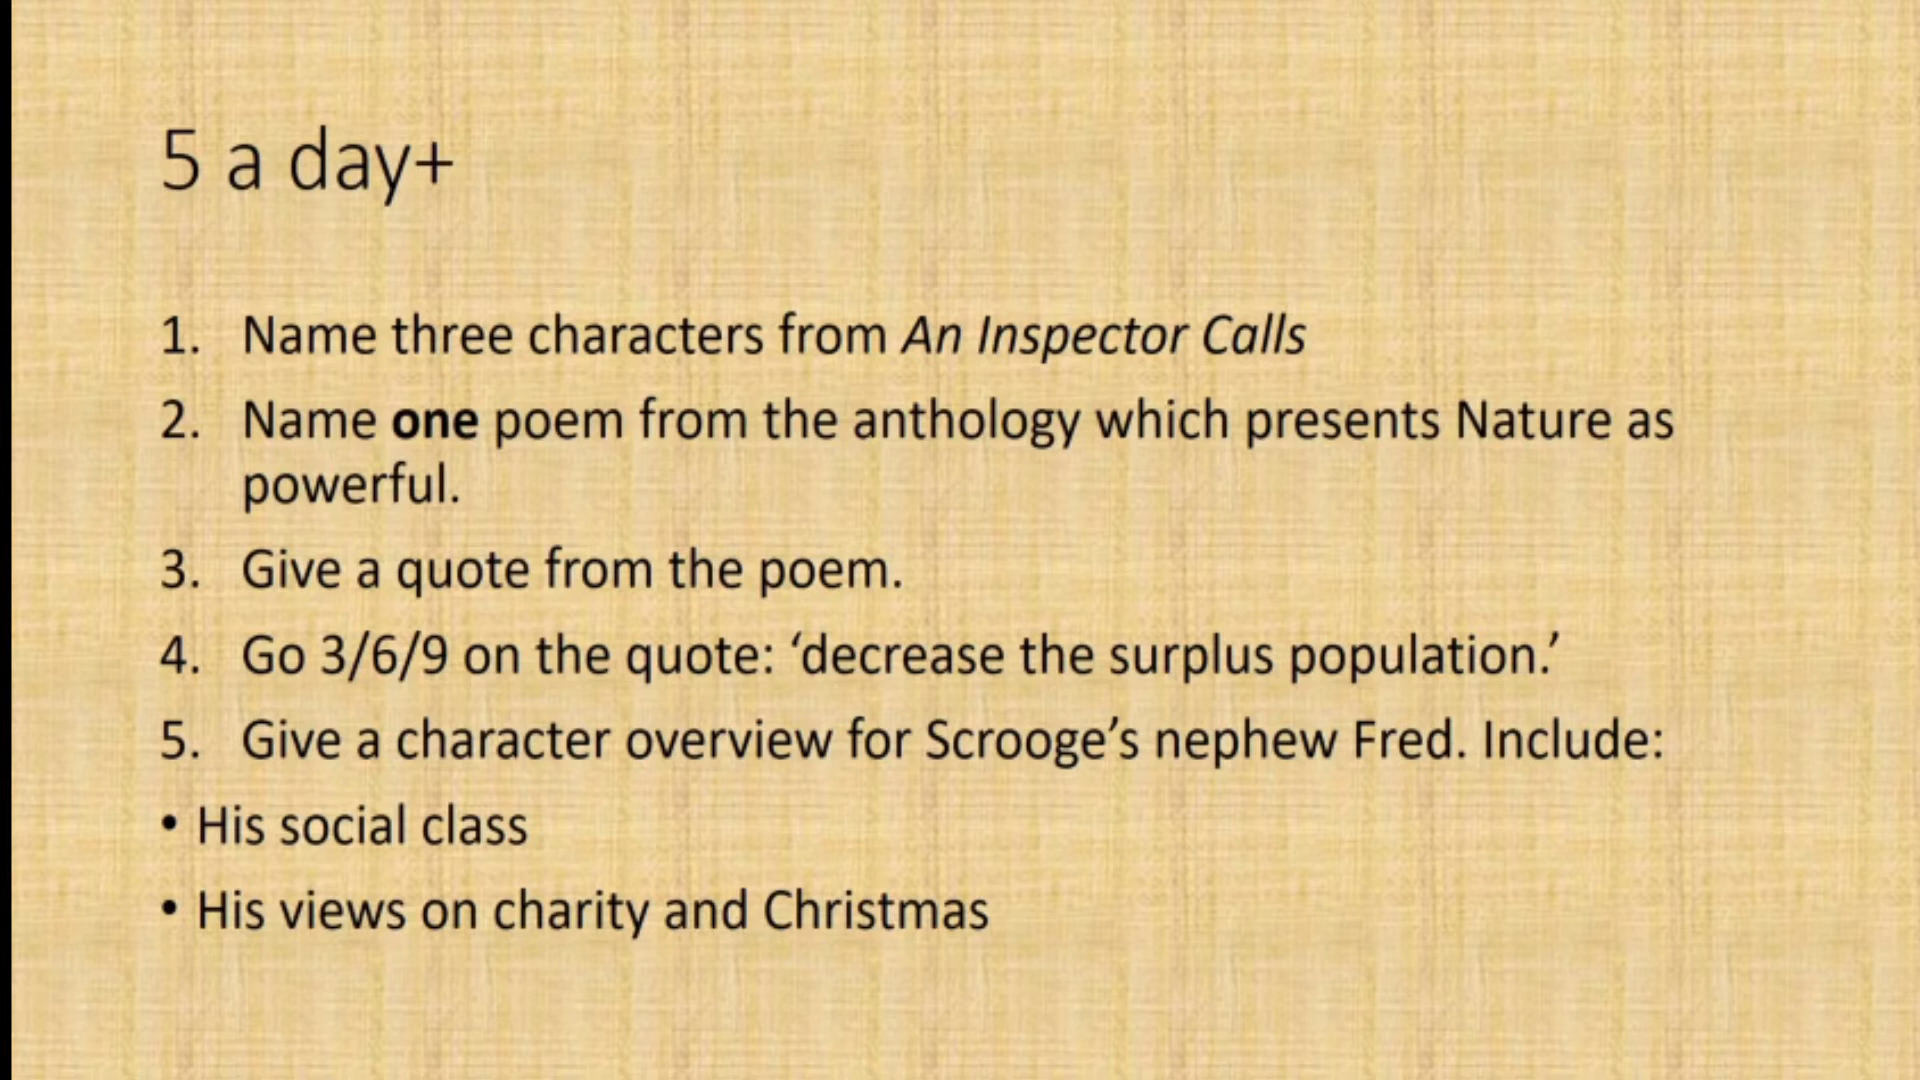 5 a day+
1. Name three characters from An Inspector Calls
2. Name one poem from the anthology which presents Nature as
powerful.
3. Give a quote from the poem.
4. Go 3/6/9 on the quote: ‘decrease the surplus population.’
5. Give a character overview for Scrooge’s nephew Fred. Include:
• His social class
• His views on charity and Christmas